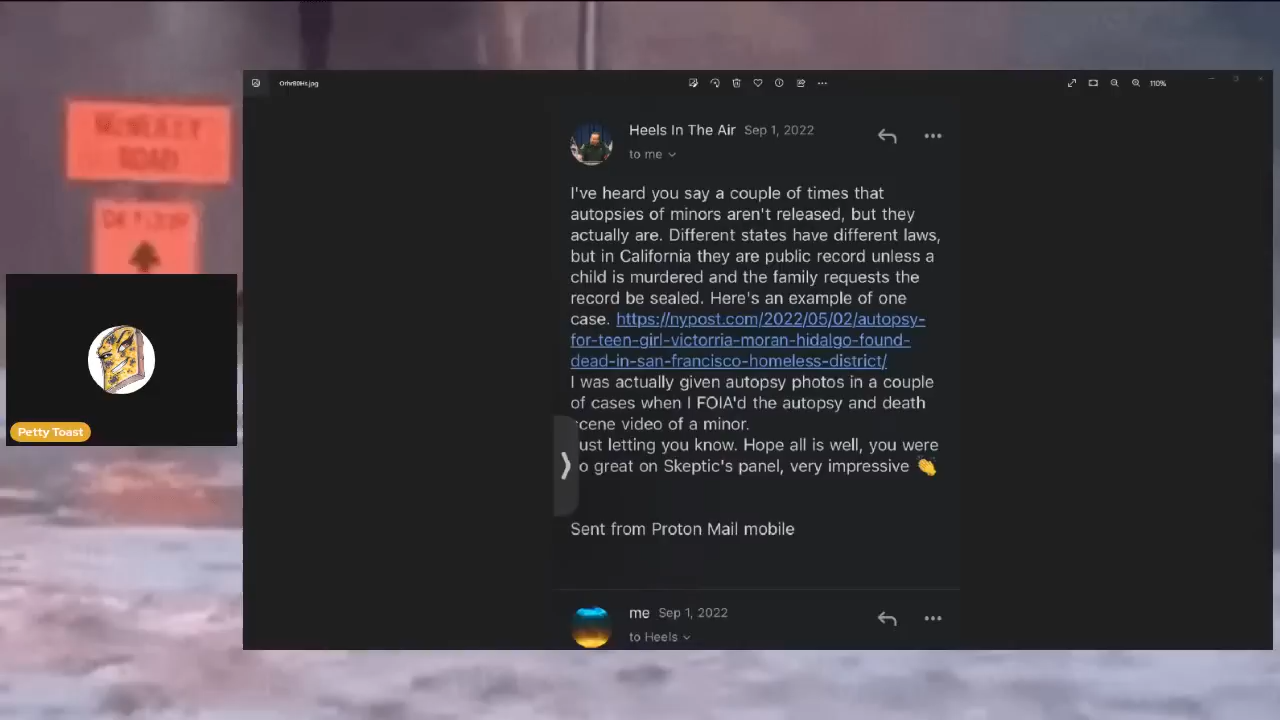 Heels In The Air Sep 1, 2022
to me
I've heard you say a couple of times that
autopsies of minors aren't released, but they
actually are. Different states have different laws,
but in California they are public record unless a
child is murdered and the family requests the
record be sealed. Here's an example of one
case. https://nypost.com/2022/05/02/autopsy-
for-teen-girl-victorria-moran-hidalgo-found-
dead-in-san-francisco-homeless-district/
I was actually given autopsy photos in a couple
of cases when I FOIA'd the autopsy and death
cene video of a minor.
ust letting you know. Hope all is well, you were
o great on Skeptic's panel, very impressive 👏
Sent from Proton Mail mobile
me Sep 1, 2022
to Heels
110%
ROAD
DETOUR
Petty Toast